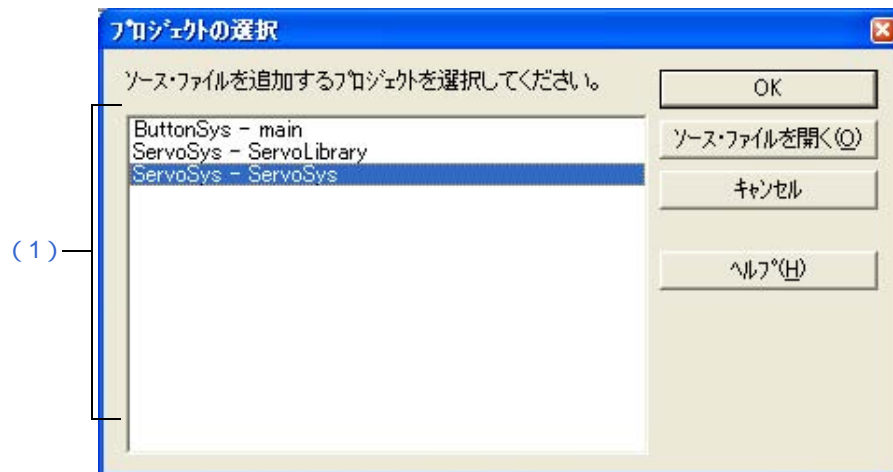 プロジェクトの選択
ソース・ファイルを追加するプロジェクトを選択してください。
OK
ButtonSys - main
ServoSys - ServoLibrary
ServoSys - ServoSys
ソース・ファイルを開く(O)
キャンセル
ヘルプ(H)
(1)